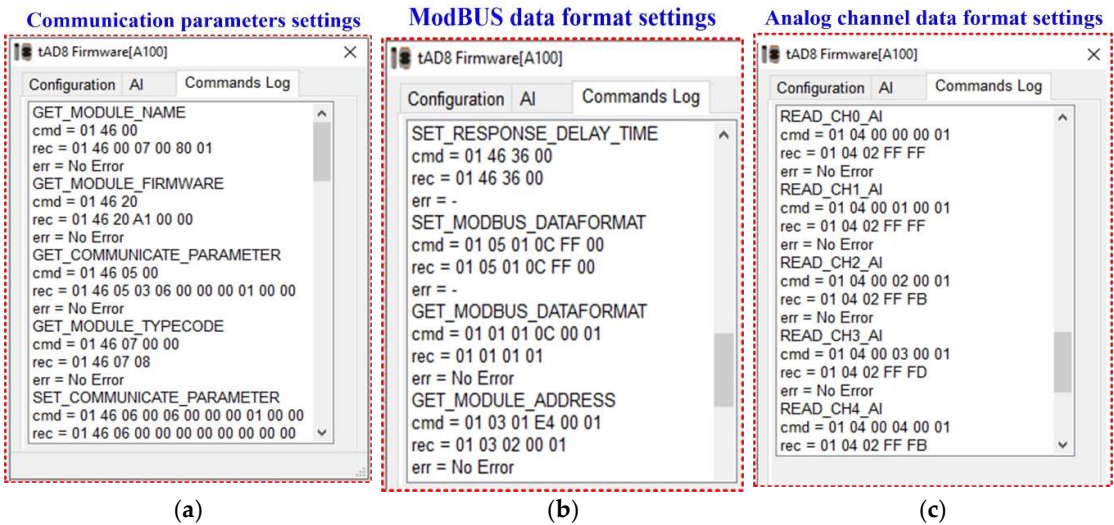 Communication parameters settings
tAD8 Firmware[A100]
Configuration AI Commands Log
GET_MODULE_NAME
cmd = 01 46 00
rec = 01 46 00 07 00 80 01
err = No Error
GET_MODULE_FIRMWARE
cmd = 01 46 20
rec = 01 46 20 A1 00 00
err = No Error
GET_COMMUNICATE_PARAMETER
cmd = 01 46 05 00
rec = 01 46 05 03 06 00 00 00 01 00 00
err = No Error
GET_MODULE_TYPECODE
cmd = 01 46 07 00 00
rec = 01 46 07 08
err = No Error
SET_COMMUNICATE_PARAMETER
cmd = 01 46 06 00 06 00 00 00 01 00 00
rec = 01 46 06 00 00 00 00 00 00 00 00
(a)
ModBUS data format settings
tAD8 Firmware[A100]
Configuration AI Commands Log
SET_RESPONSE_DELAY_TIME
cmd = 01 46 36 00
rec = 01 46 36 00
err = -
SET_MODBUS_DATAFORMAT
cmd = 01 05 01 0C FF 00
rec = 01 05 01 0C FF 00
err = -
GET_MODBUS_DATAFORMAT
cmd = 01 01 01 0C 00 01
rec = 01 01 01 01
err = No Error
GET_MODULE_ADDRESS
cmd = 01 03 01 E4 00 01
rec = 01 03 02 00 01
err = No Error
(b)
Analog channel data format settings
tAD8 Firmware[A100]
Configuration AI Commands Log
READ_CH0_AI
cmd = 01 04 00 00 00 01
rec = 01 04 02 FF FF
err = No Error
READ_CH1_AI
cmd = 01 04 00 01 00 01
rec = 01 04 02 FF FF
err = No Error
READ_CH2_AI
cmd = 01 04 00 02 00 01
rec = 01 04 02 FF FB
err = No Error
READ_CH3_AI
cmd = 01 04 00 03 00 01
rec = 01 04 02 FF FD
err = No Error
READ_CH4_AI
cmd = 01 04 00 04 00 01
rec = 01 04 02 FF FB
(c)